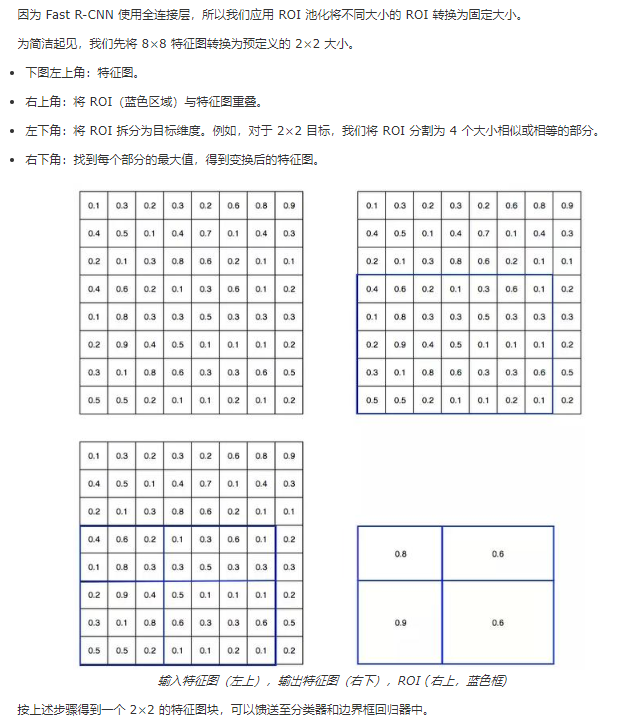 因为 Fast R-CNN 使用全连接层，所以我们应用 ROI 池化将不同大小的 ROI 转换为固定大小。
为简洁起见，我们先将 8×8 特征图转换为预定义的 2×2 大小。
• 下图左上角：特征图。
• 右上角：将 ROI（蓝色区域）与特征图重叠。
• 左下角：将 ROI 拆分为目标维度。例如，对于 2×2 目标，我们将 ROI 分割为 4 个大小相似或相等的部分。
• 右下角：找到每个部分的最大值，得到变换后的特征图。
0.1 0.3 0.2 0.3 0.2 0.6 0.8 0.9
0.4 0.5 0.1 0.4 0.7 0.1 0.4 0.3
0.2 0.1 0.3 0.8 0.6 0.2 0.1 0.1
0.4 0.6 0.2 0.1 0.3 0.6 0.1 0.2
0.1 0.8 0.3 0.3 0.5 0.3 0.3 0.3
0.2 0.9 0.4 0.5 0.1 0.1 0.1 0.2
0.3 0.1 0.8 0.6 0.3 0.3 0.6 0.5
0.5 0.5 0.2 0.1 0.1 0.2 0.1 0.2
0.1 0.3 0.2 0.3 0.2 0.6 0.8 0.9
0.4 0.5 0.1 0.4 0.7 0.1 0.4 0.3
0.2 0.1 0.3 0.8 0.6 0.2 0.1 0.1
0.4 0.6 0.2 0.1 0.3 0.6 0.1 0.2
0.1 0.8 0.3 0.3 0.5 0.3 0.3 0.3
0.2 0.9 0.4 0.5 0.1 0.1 0.1 0.2
0.3 0.1 0.8 0.6 0.3 0.3 0.6 0.5
0.5 0.5 0.2 0.1 0.1 0.2 0.1 0.2
0.1 0.3 0.2 0.3 0.2 0.6 0.8 0.9
0.4 0.5 0.1 0.4 0.7 0.1 0.4 0.3
0.2 0.1 0.3 0.8 0.6 0.2 0.1 0.1
0.4 0.6 0.2 0.1 0.3 0.6 0.1 0.2
0.1 0.8 0.3 0.3 0.5 0.3 0.3 0.3
0.2 0.9 0.4 0.5 0.1 0.1 0.1 0.2
0.3 0.1 0.8 0.6 0.3 0.3 0.6 0.5
0.5 0.5 0.2 0.1 0.1 0.2 0.1 0.2
0.8 0.6
0.9 0.6
输入特征图（左上），输出特征图（右下），ROI (右上，蓝色框)
按上述步骤得到一个 2×2 的特征图块，可以馈送至分类器和边界框回归器中。